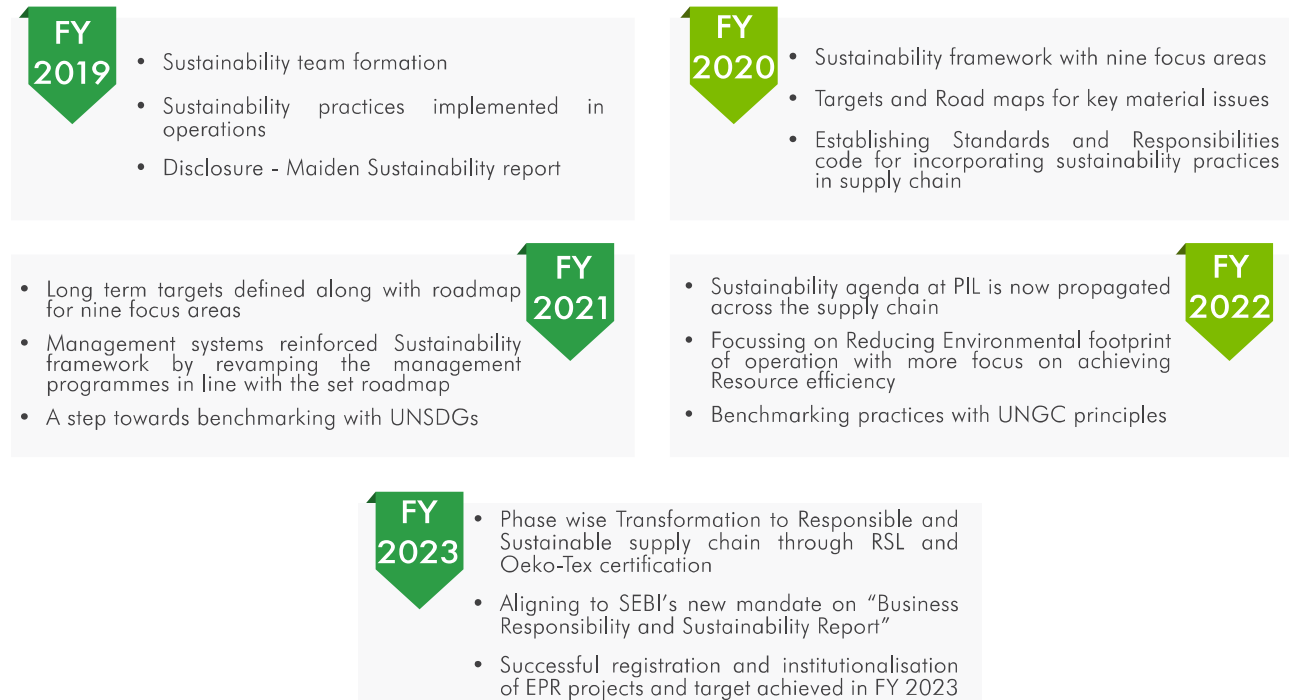 FY
2019
• Sustainability team formation
• Sustainability practices implemented in
operations
• Disclosure - Maiden Sustainability report
FY
2020
• Sustainability framework with nine focus areas
• Targets and Road maps for key material issues
• Establishing Standards and Responsibilities
code for incorporating sustainability practices
in supply chain
FY
2021
• Long term targets defined along with roadmap
for nine focus areas
• Management systems reinforced Sustainability
framework by revamping the management
programmes in line with the set roadmap
• A step towards benchmarking with UNSDGs
FY
2022
• Sustainability agenda at PIL is now propagated
across the supply chain
• Focussing on Reducing Environmental footprint
of operation with more focus on achieving
Resource efficiency
• Benchmarking practices with UNGC principles
FY
2023
• Phase wise Transformation to Responsible and
Sustainable supply chain through RSL and
Oeko-Tex certification
• Aligning to SEBI's new mandate on “Business
Responsibility and Sustainability Report”
• Successful registration and institutionalisation
of EPR projects and target achieved in FY 2023